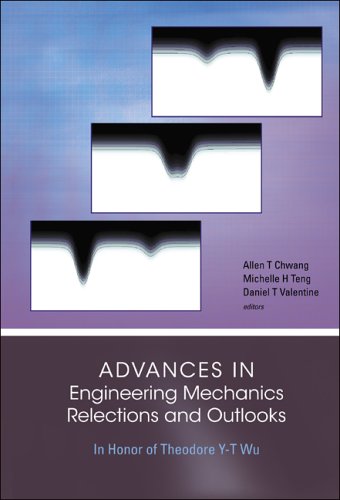 Allen T Chwang
Michelle H Teng
Daniel T Valentine
editors
ADVANCES IN
Engineering Mechanics
Relections and Outlooks
In Honor of Theodore Y-T Wu